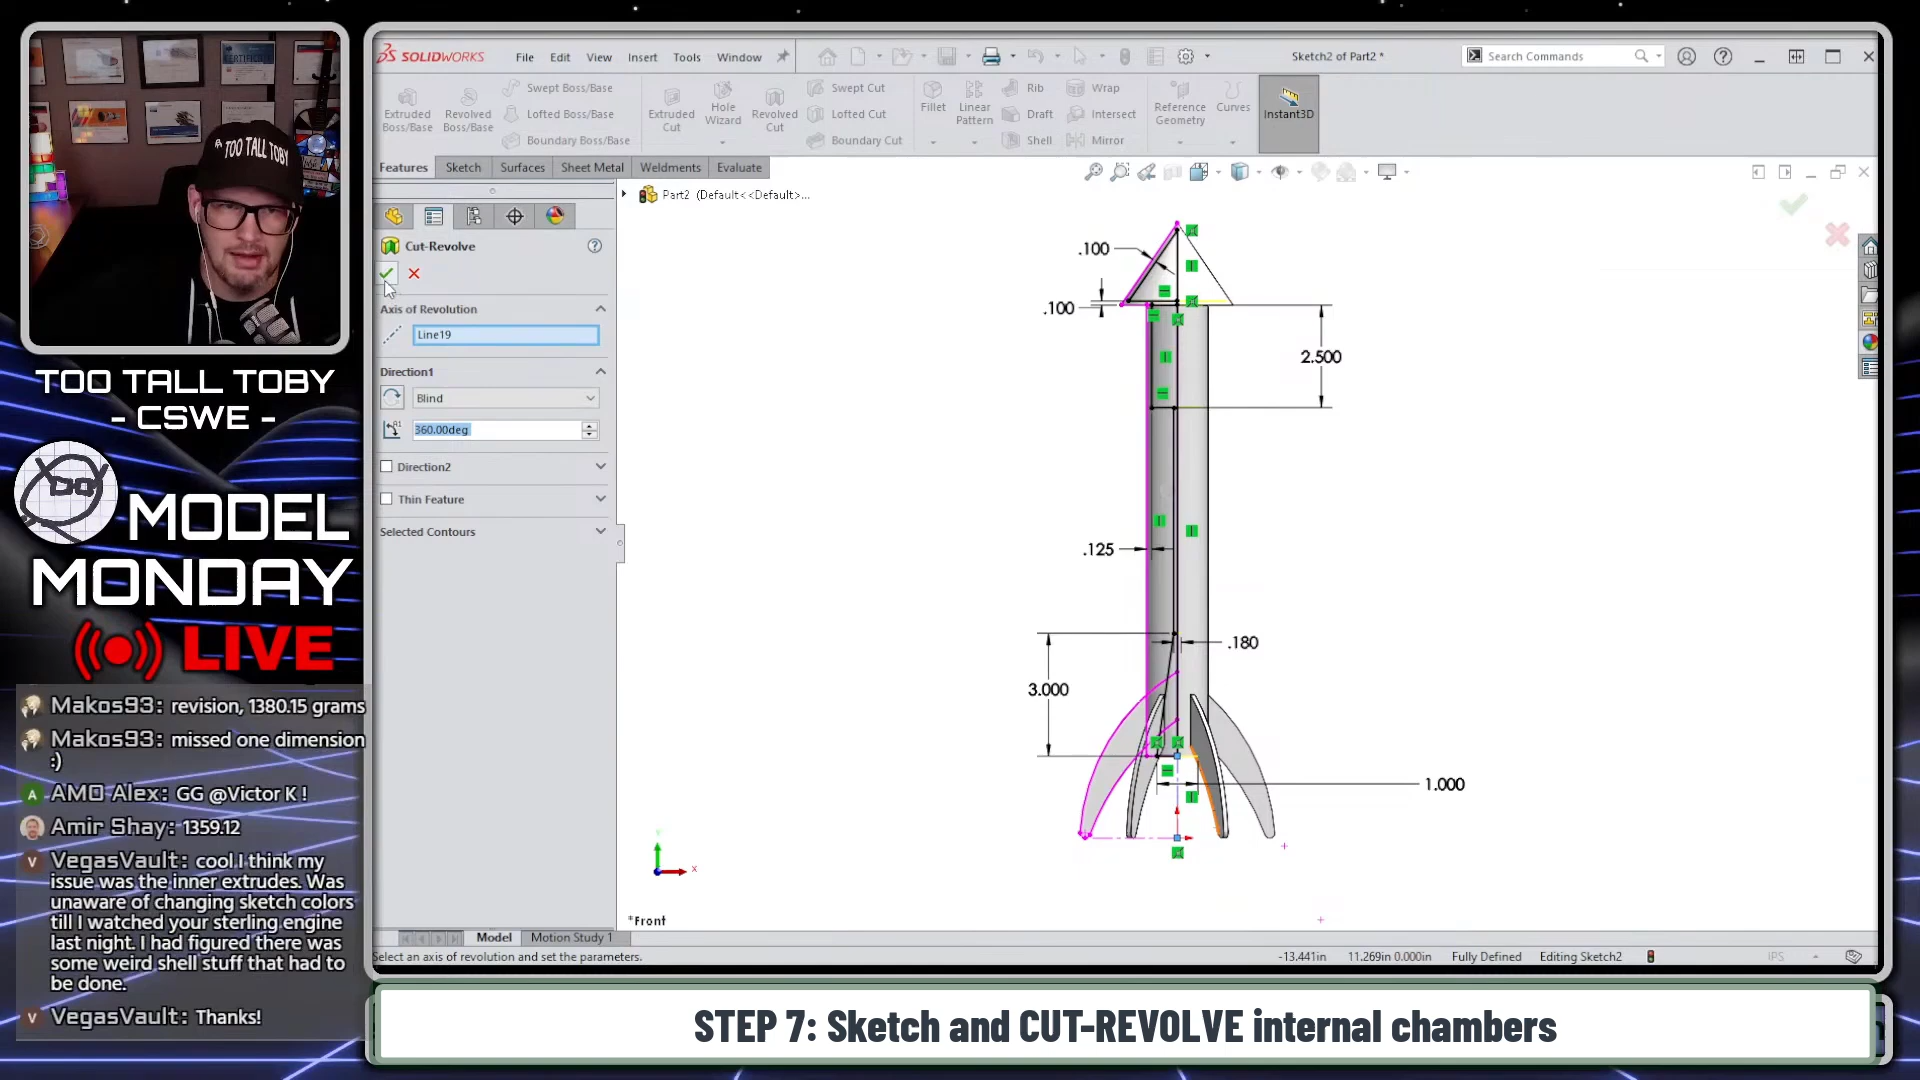 SOLIDWORKS
File Edit View Insert Tools Window
Sketch2 of Part2 *
Search Commands
Extruded Boss/Base
Revolved Boss/Base
Swept Boss/Base
Lofted Boss/Base
Boundary Boss/Base
Extruded Cut
Hole Wizard
Revolved Cut
Swept Cut
Lofted Cut
Boundary Cut
Fillet
Linear Pattern
Rib
Draft
Shell
Wrap
Intersect
Mirror
Reference Geometry
Curves
Instant3D
Features Sketch Surfaces Sheet Metal Weldments Evaluate
Part2 (Default<<Default>...
Cut-Revolve
Axis of Revolution
Line19
Direction1
Blind
360.00deg
Direction2
Thin Feature
Selected Contours
.100
.100
2.500
.125
.180
3.000
1.000
Y
X
*Front
Model Motion Study 1
Select an axis of revolution and set the parameters.
-13.441in 11.269in 0.000in Fully Defined Editing Sketch2 IPS
TOO TALL TOBY
TOO TALL TOBY
- CSWE -
MODEL
MONDAY
LIVE
Makos93: revision, 1380.15 grams
Makos93: missed one dimension
:)
A AMO Alex: GG @Victor K !
Amir Shay: 1359.12
V VegasVault: cool I think my
issue was the inner extrudes. Was
unaware of changing sketch colors
till I watched your sterling engine
last night. I had figured there was
some weird shell stuff that had to
be done.
V VegasVault: Thanks!
STEP 7: Sketch and CUT-REVOLVE internal chambers